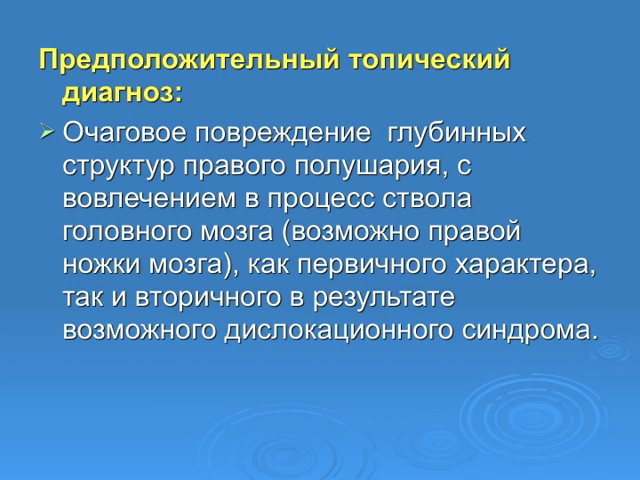 Предположительный топический
диагноз:
Очаговое повреждение  глубинных
структур правого полушария, с
вовлечением в процесс ствола
головного мозга (возможно правой
ножки мозга), как первичного характера,
так и вторичного в результате
возможного дислокационного синдрома.